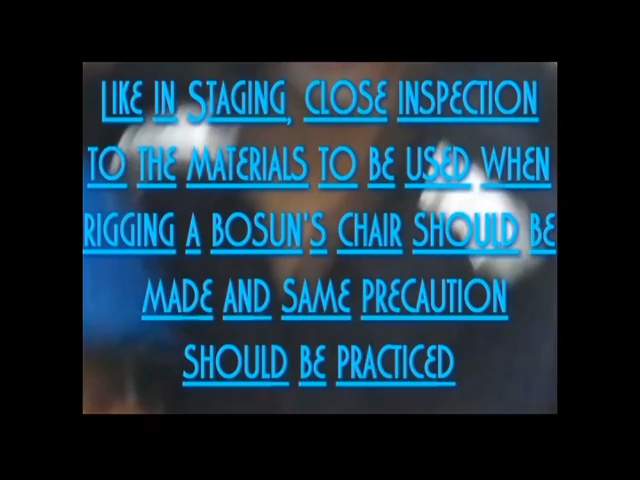 Like in Staging, close inspection
to the materials to be used when
rigging a bosun's chair should be
made and same precaution
should be practiced